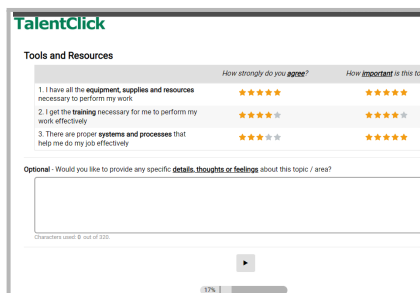 TalentClick
Tools and Resources
How strongly do you agree? How important is this to
1. I have all the equipment, supplies and resources
necessary to perform my work
2. I get the training necessary for me to perform my
work effectively
3. There are proper systems and processes that
help me do my job effectively
Optional - Would you like to provide any specific details, thoughts or feelings about this topic / area?
Characters used: 0 out of 320.
17%